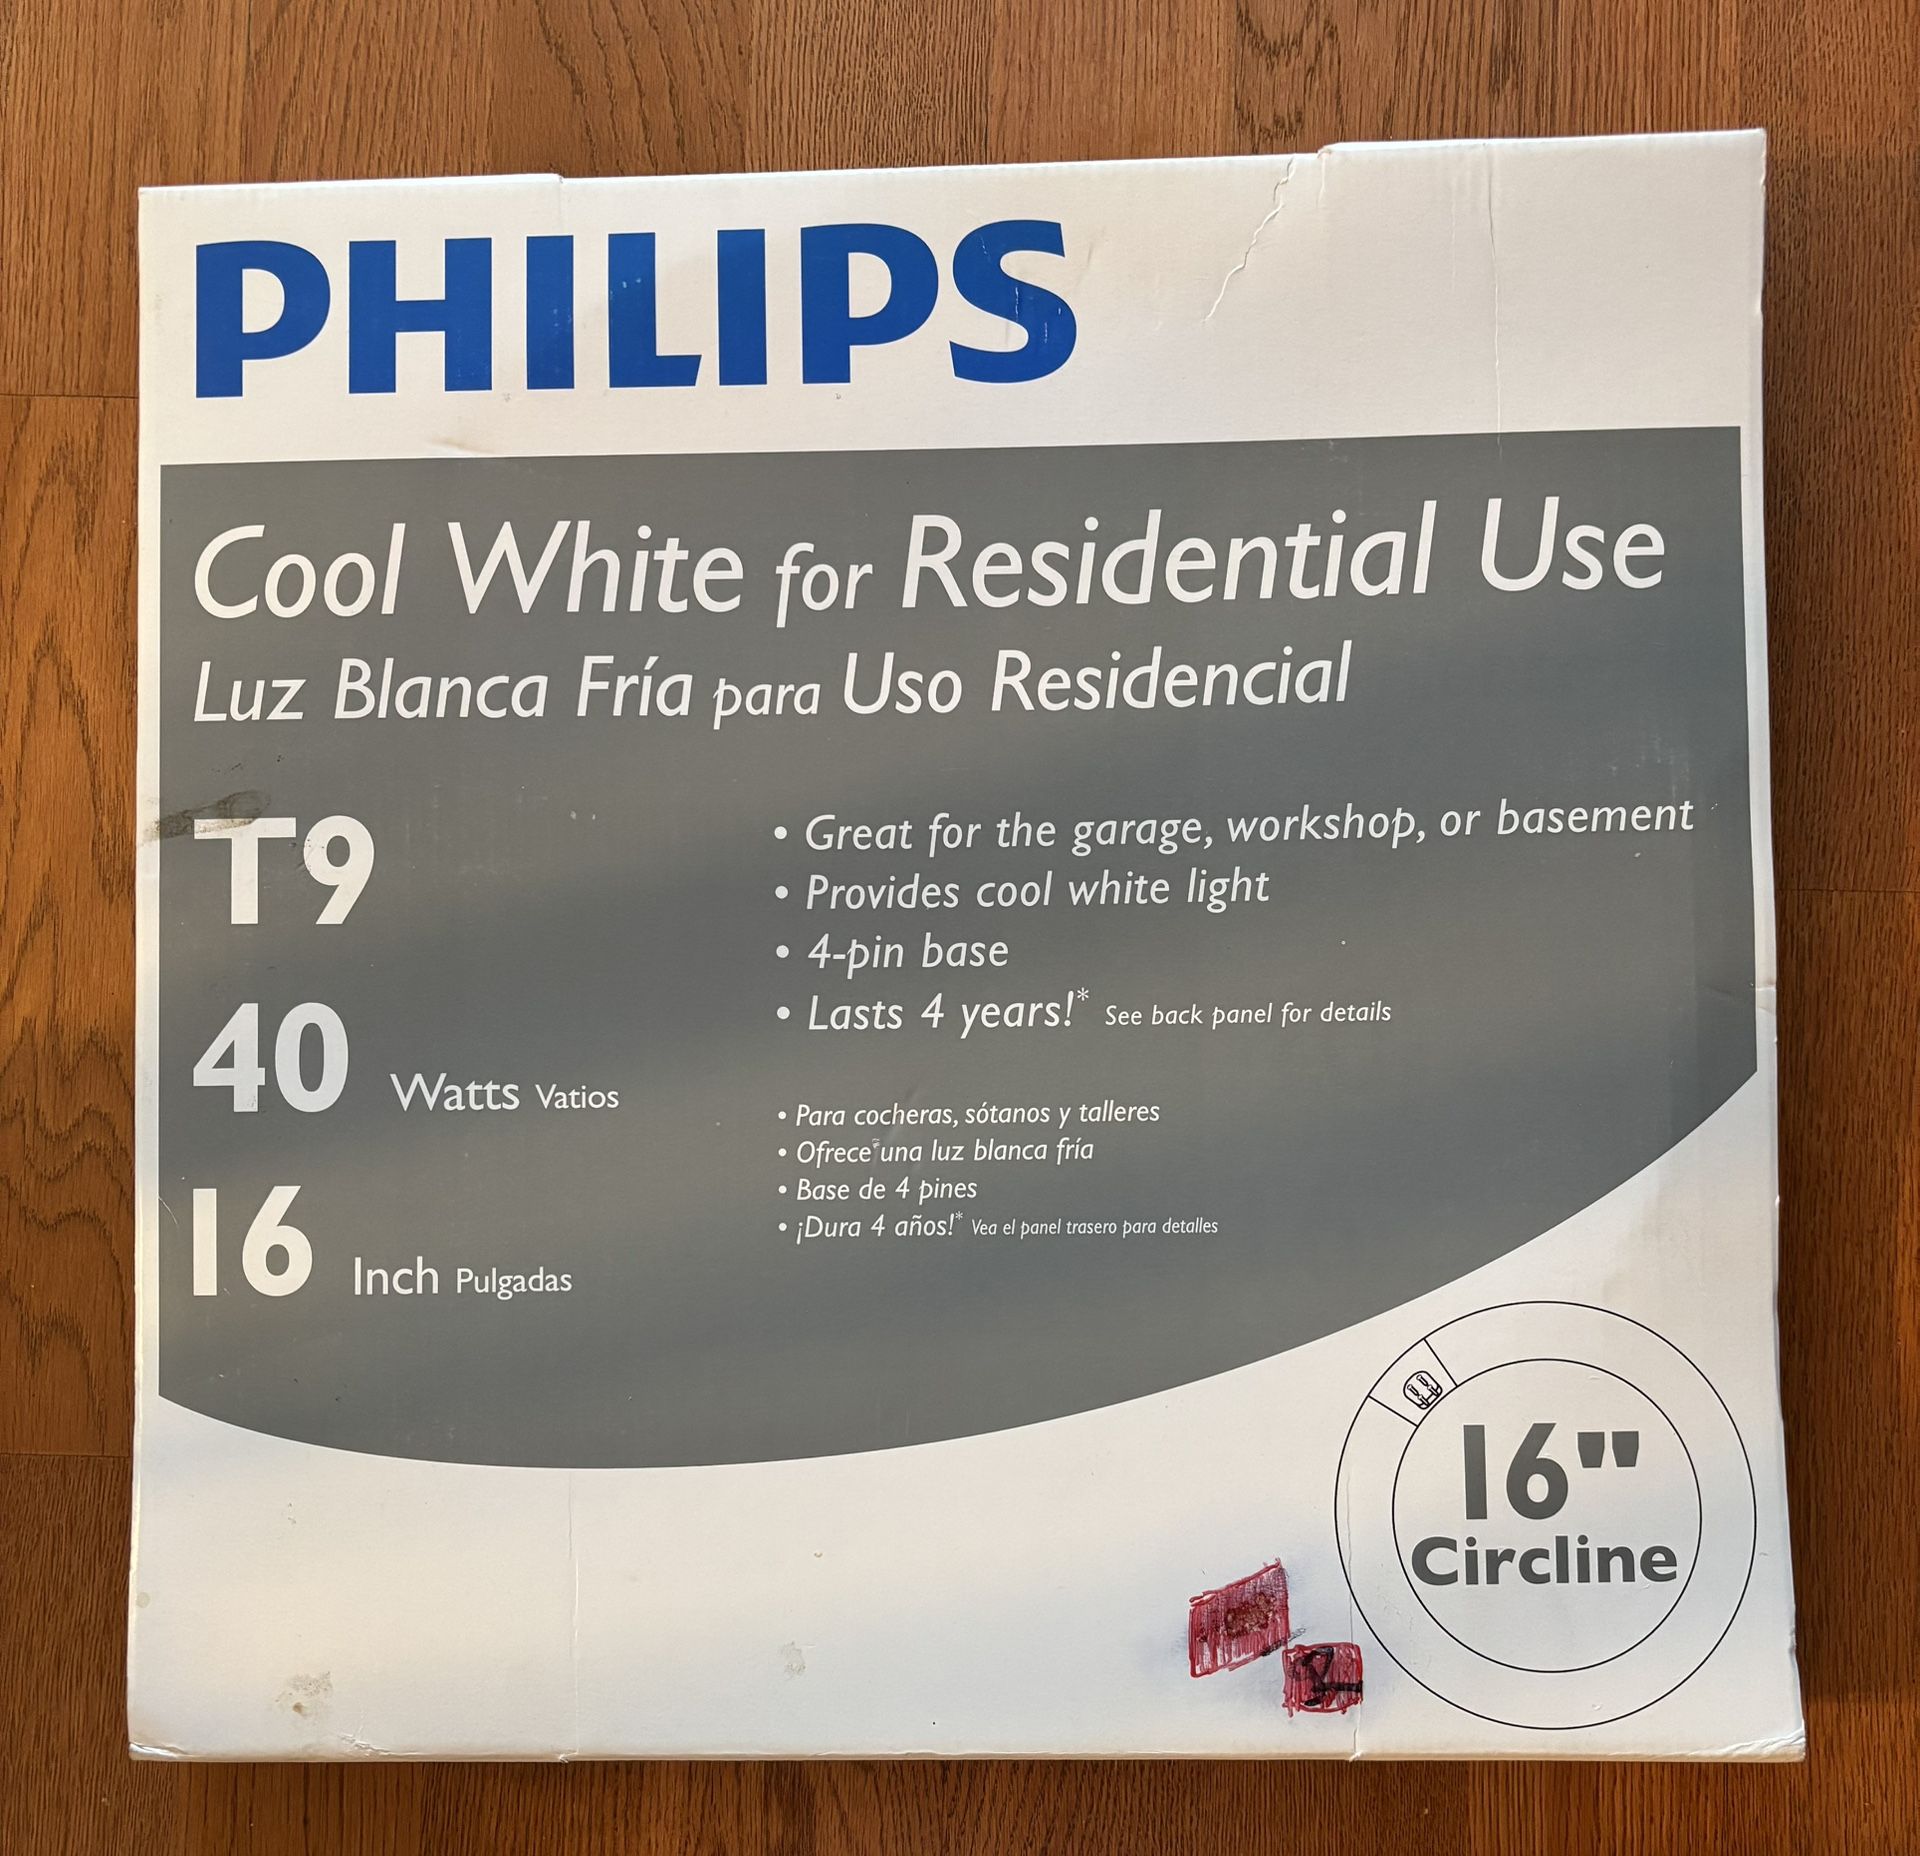 PHILIPS
Cool White for Residential Use
Luz Blanca Fría para Uso Residencial
T9
40 Watts Vatios
16 Inch Pulgadas
• Great for the garage, workshop, or basement
• Provides cool white light
• 4-pin base
• Lasts 4 years!* See back panel for details
• Para cocheras, sótanos y talleres
• Ofrece una luz blanca fría
• Base de 4 pines
• ¡Dura 4 años!* Vea el panel trasero para detalles
16"
Circline